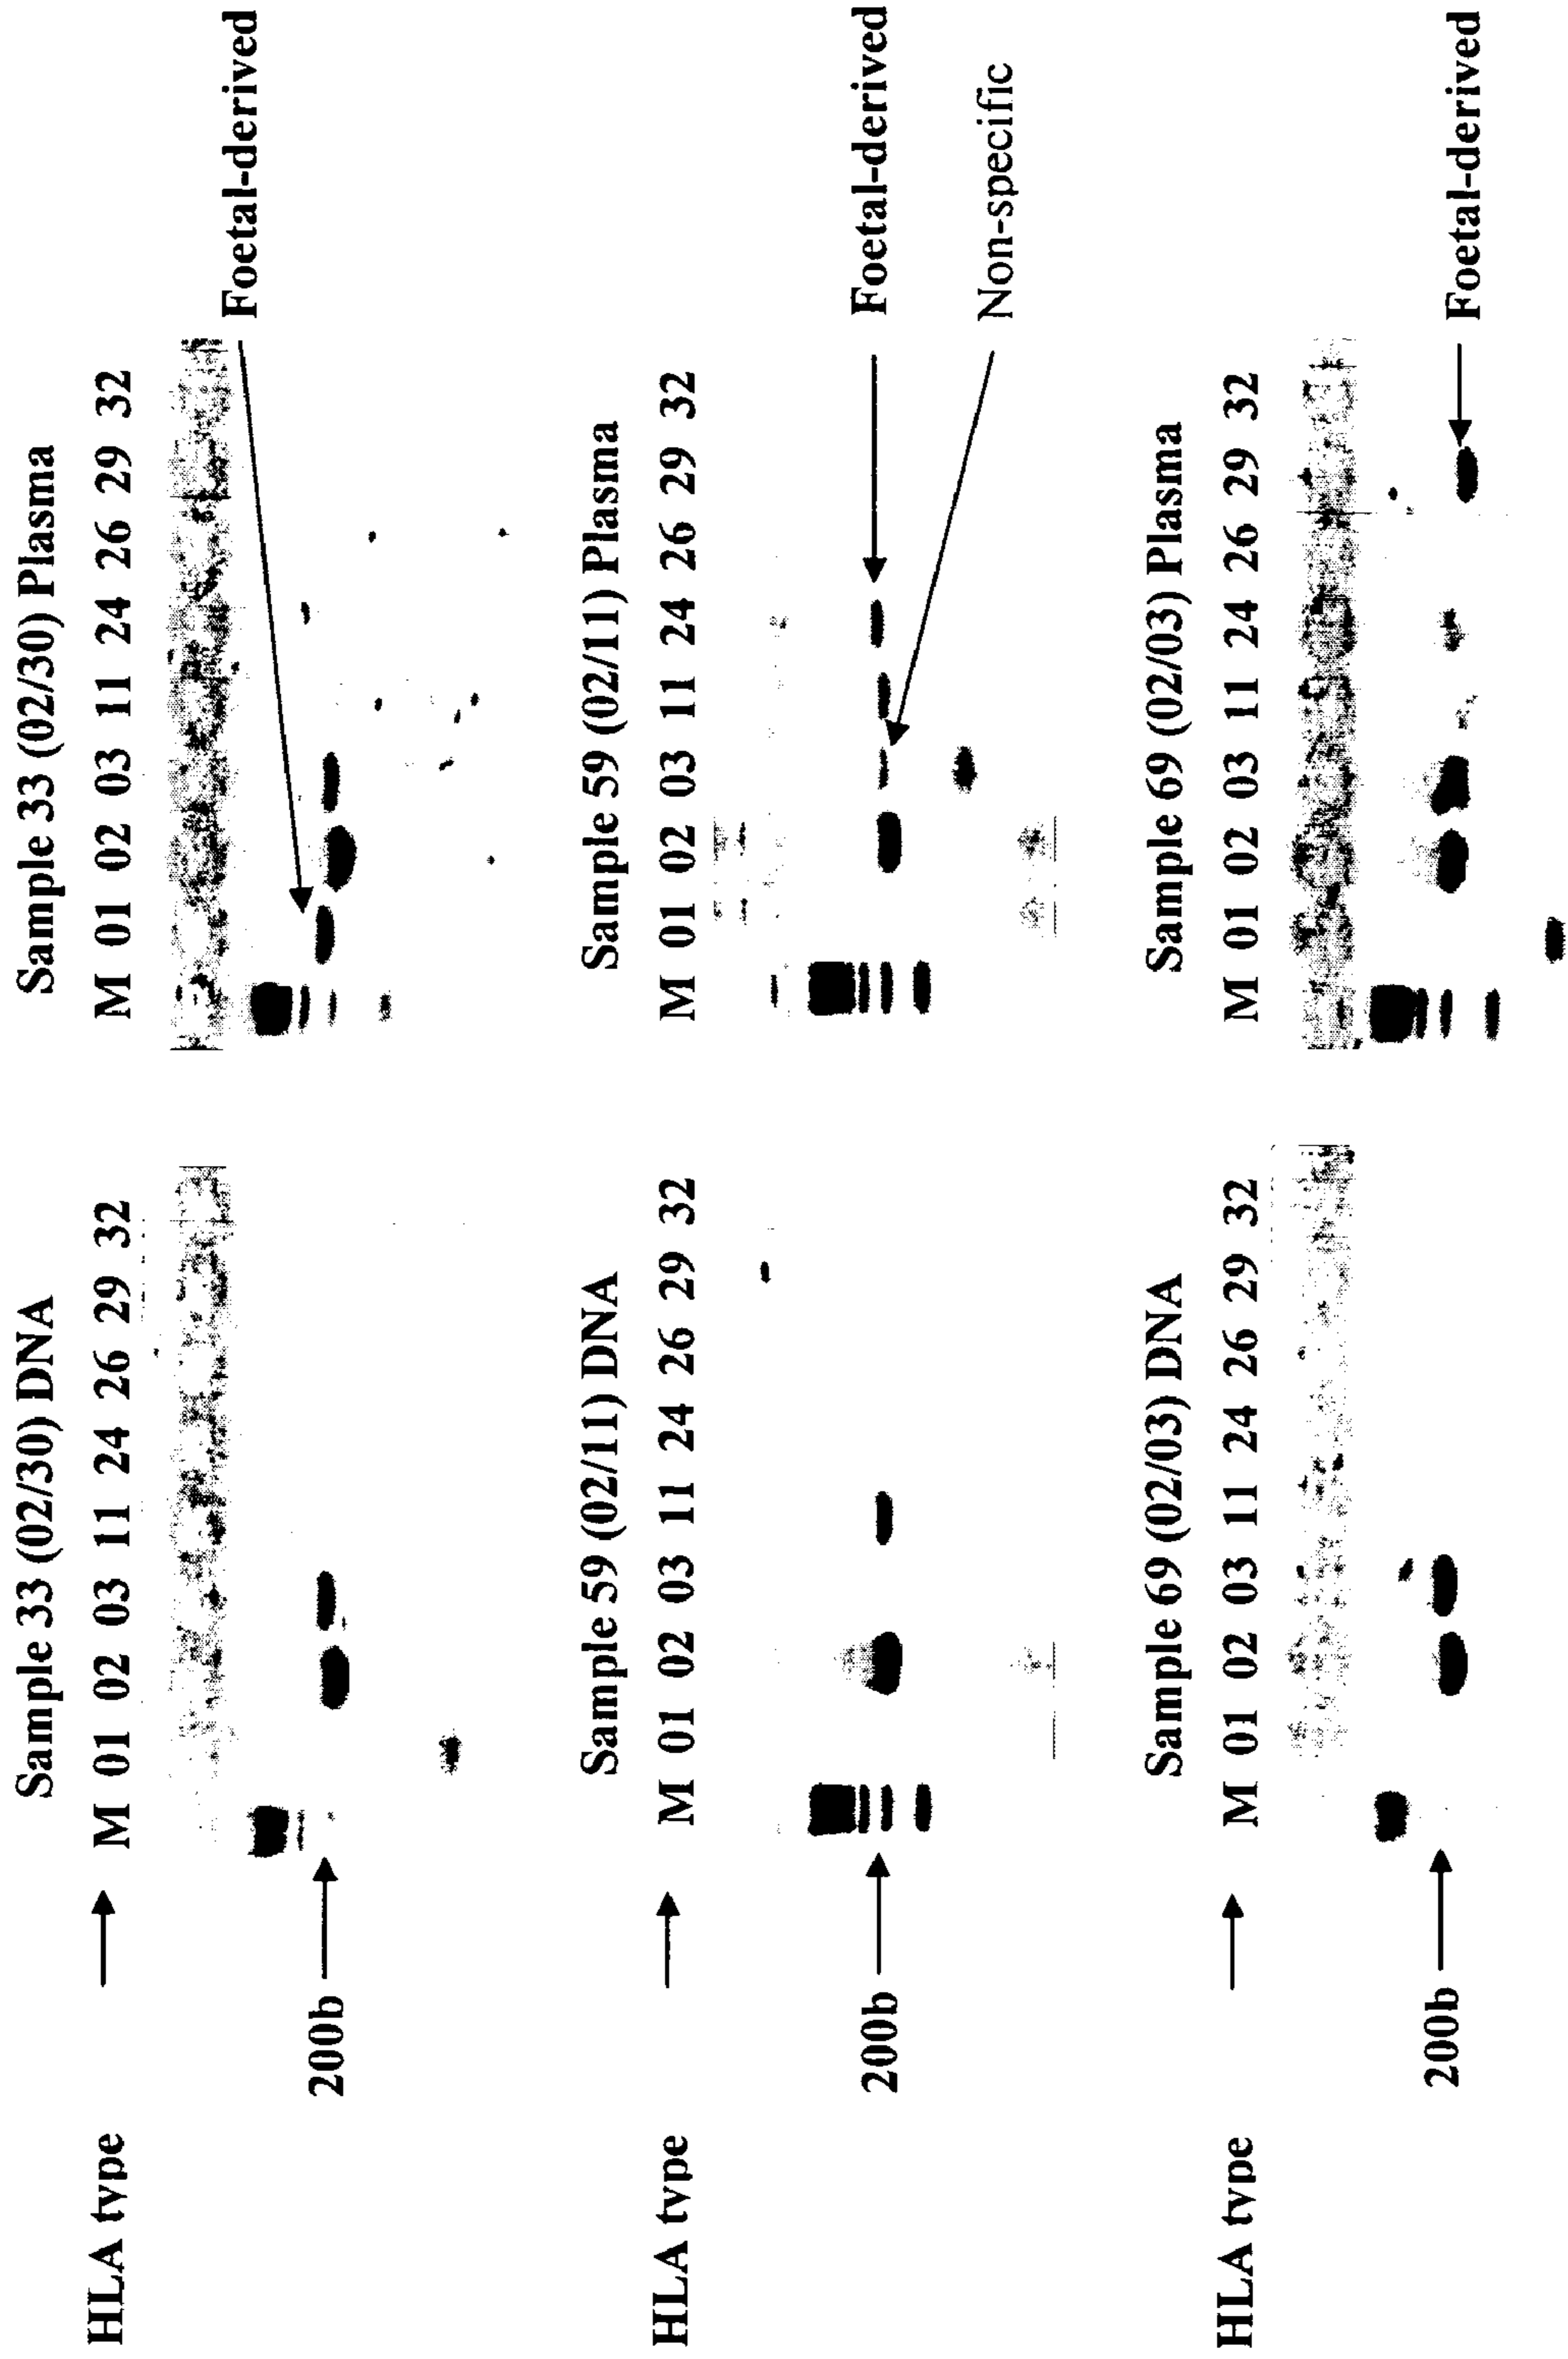 Sample 33 (02/30) DNA
Sample 33 (02/30) Plasma
HLA type
M 01 02 03 11 24 26 29 32
M 01 02 03 11 24 26 29 32
Foetal-derived
200b
Sample 59 (02/11) DNA
Sample 59 (02/11) Plasma
HLA type
M 01 02 03 11 24 26 29 32
M 01 02 03 11 24 26 29 32
200b
Foetal-derived
Non-specific
Sample 69 (02/03) DNA
Sample 69 (02/03) Plasma
HLA type
M 01 02 03 11 24 26 29 32
M 01 02 03 11 24 26 29 32
200b
Foetal-derived